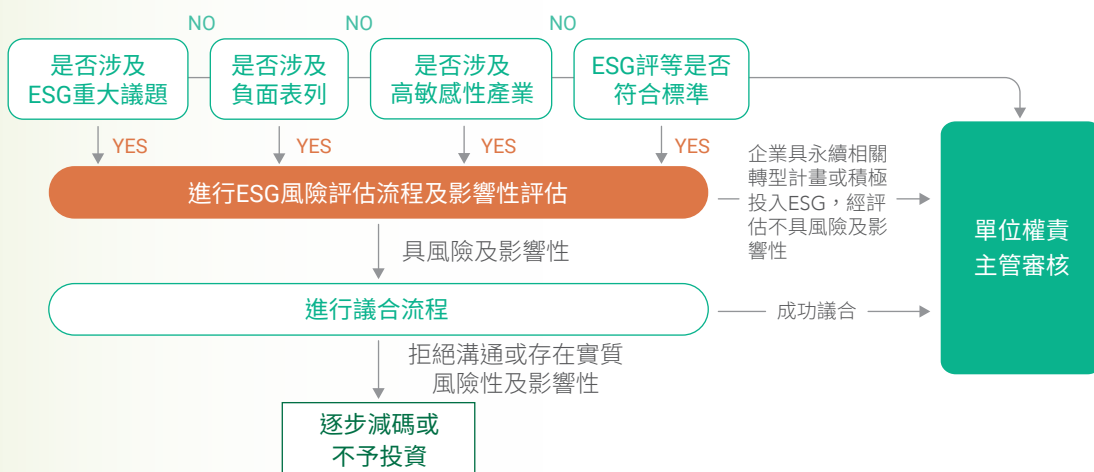 NO
NO
NO
是否涉及
ESG重大議題
是否涉及
負面表列
是否涉及
高敏感性產業
ESG評等是否
符合標準
YES
YES
YES
YES
進行ESG風險評估流程及影響性評估
企業具永續相關
轉型計畫或積極
投入ESG，經評
估不具風險及影
響性
單位權責
主管審核
具風險及影響性
進行議合流程
成功議合
拒絕溝通或存在實質
風險性及影響性
逐步減碼或
不予投資